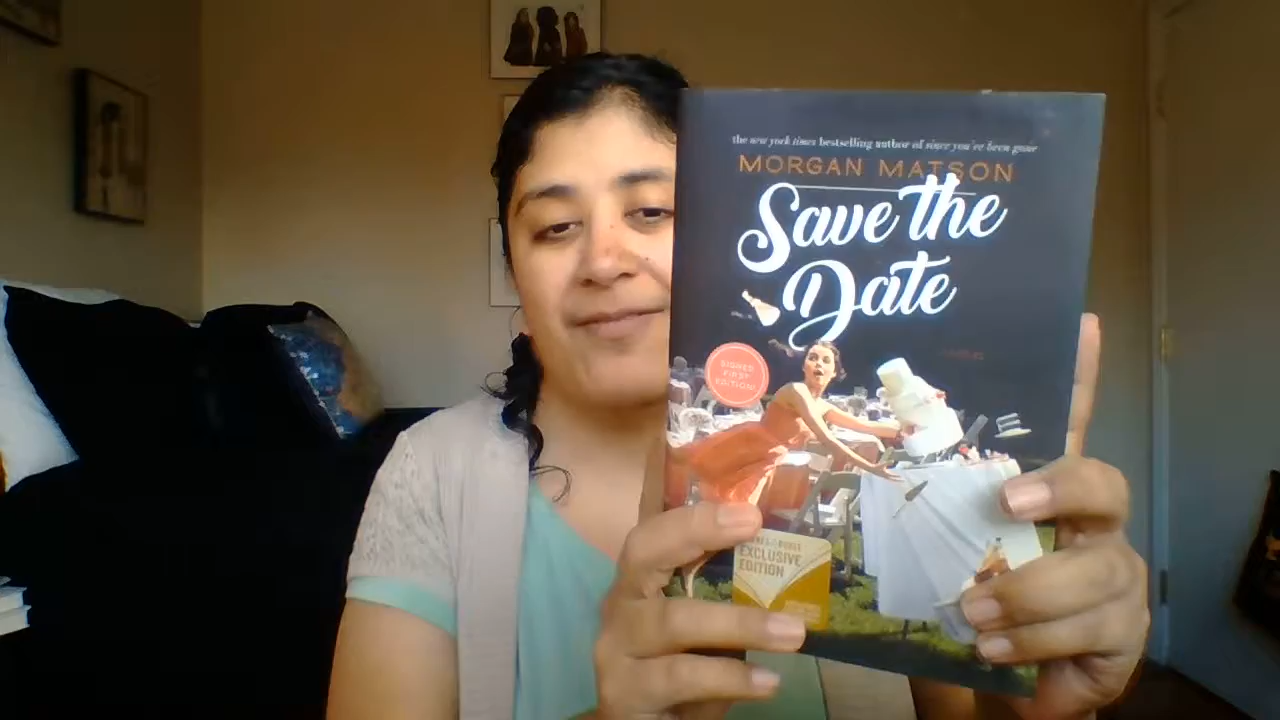 the new york times bestselling author of since you've been gone
MORGAN MATSON
Save the
Date
SIGNED
FIRST
EDITION!
EXCLUSIVE
EDITION